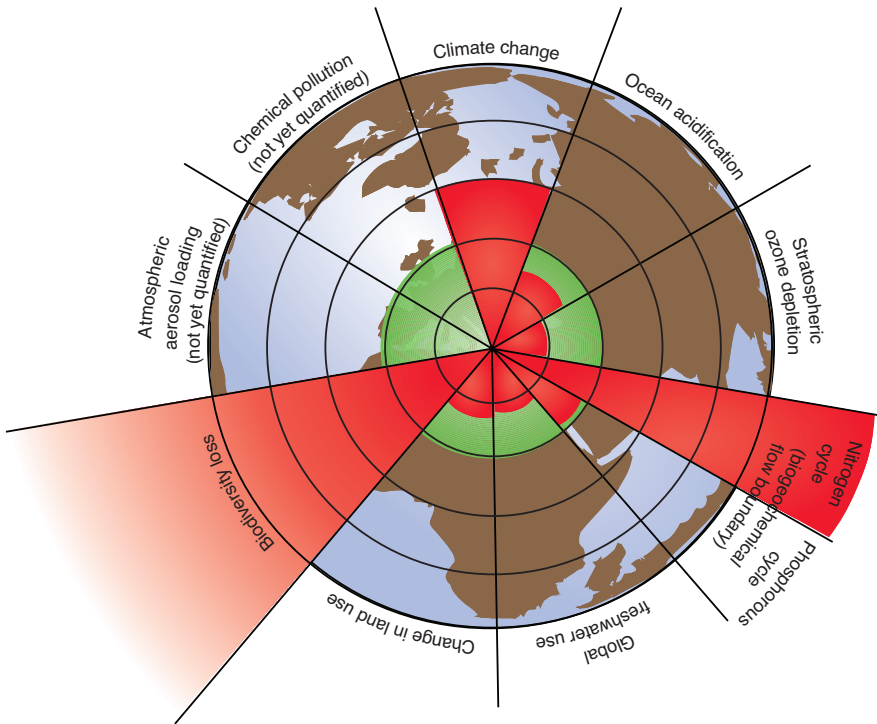 Climate change
Ocean acidification
Stratospheric
ozone depletion
Nitrogen
cycle
(biogeochemical
flow boundary)
Phosphorous
cycle
Global
freshwater use
Change in land use
Biodiversity loss
Atmospheric
aerosol loading
(not yet quantified)
Chemical pollution
(not yet quantified)